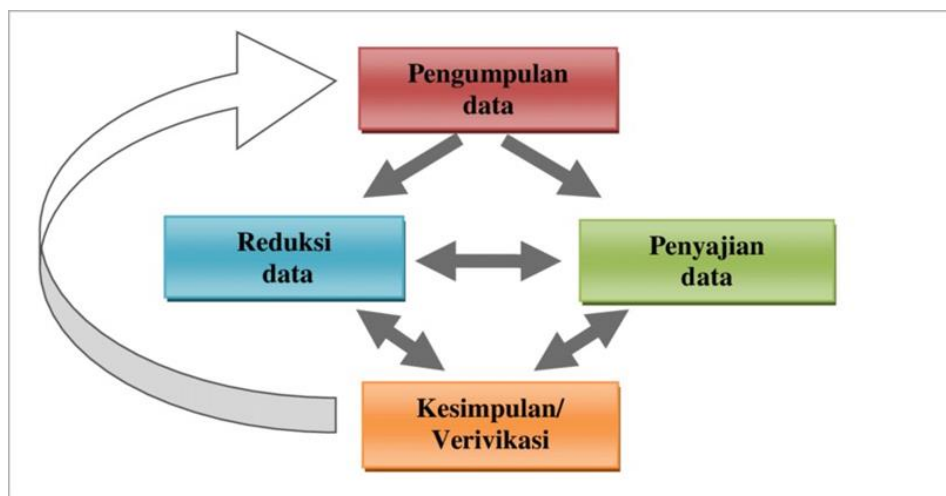 Pengumpulan
data
Reduksi
data
Penyajian
data
Kesimpulan/
Verivikasi